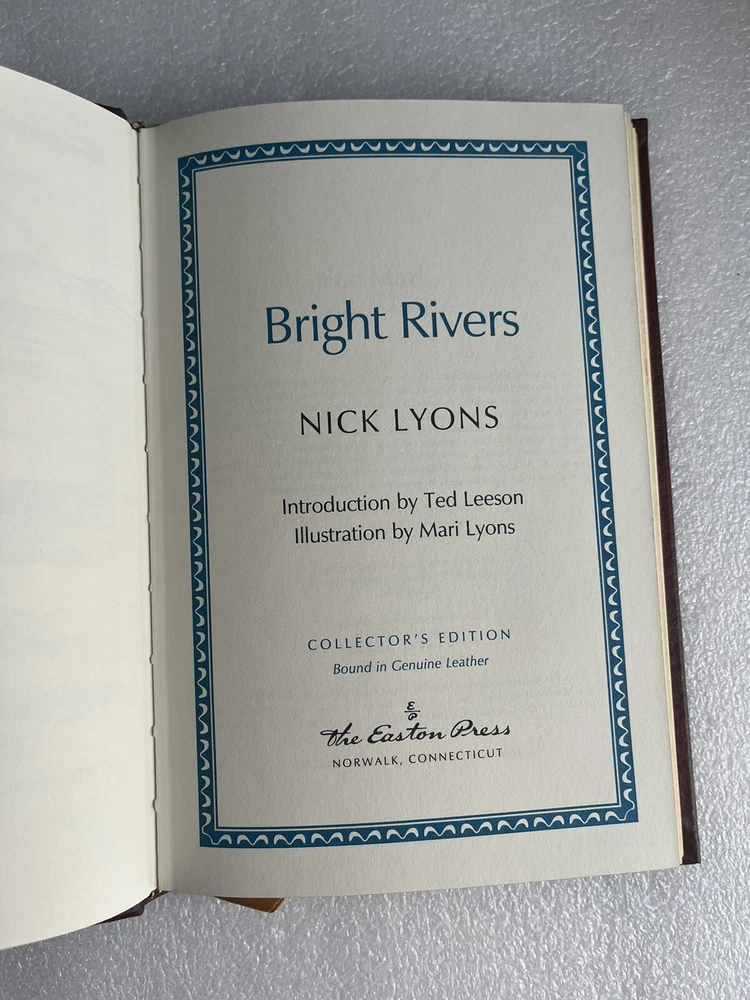 Bright Rivers
NICK LYONS
Introduction by Ted Leeson
Illustration by Mari Lyons
COLLECTOR'S EDITION
Bound in Genuine Leather
E
P
The Easton Press
NORWALK, CONNECTICUT